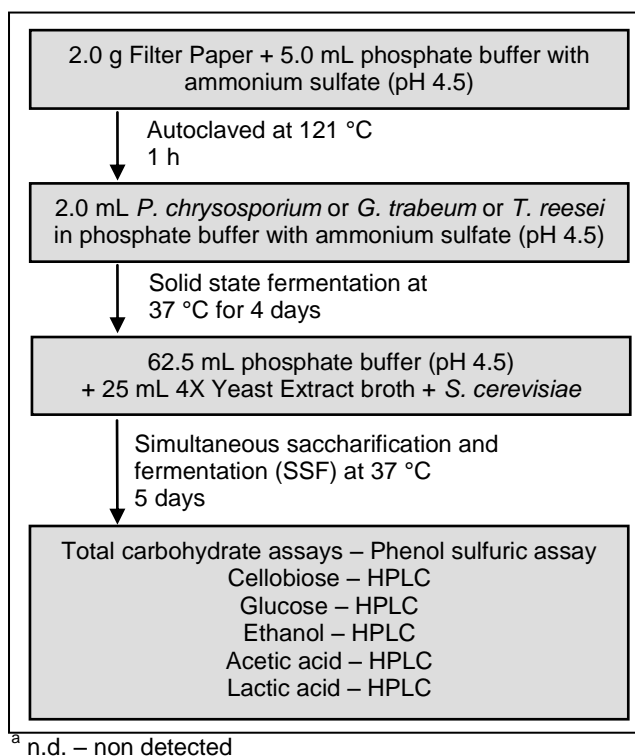 2.0 g Filter Paper + 5.0 mL phosphate buffer with
ammonium sulfate (pH 4.5)
Autoclaved at 121 °C
1 h
2.0 mL P. chrysosporium or G. trabeum or T. reesei
in phosphate buffer with ammonium sulfate (pH 4.5)
Solid state fermentation at
37 °C for 4 days
62.5 mL phosphate buffer (pH 4.5)
+ 25 mL 4X Yeast Extract broth + S. cerevisiae
Simultaneous saccharification and
fermentation (SSF) at 37 °C
5 days
Total carbohydrate assays – Phenol sulfuric assay
Cellobiose – HPLC
Glucose – HPLC
Ethanol – HPLC
Acetic acid – HPLC
Lactic acid – HPLC
a n.d. – non detected